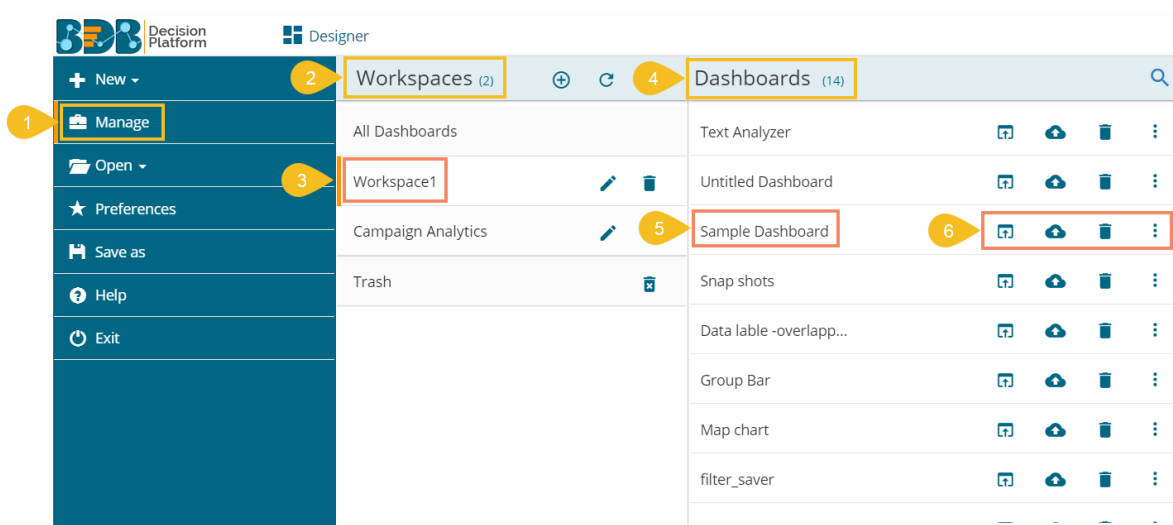 BDB Decision Platform
Designer
New
Manage
Open
Preferences
Save as
Help
Exit
1
2
Workspaces (2)
All Dashboards
3
Workspace1
Campaign Analytics
Trash
4
Dashboards (14)
Text Analyzer
Untitled Dashboard
5
Sample Dashboard
6
Snap shots
Data lable -overlapp...
Group Bar
Map chart
filter_saver